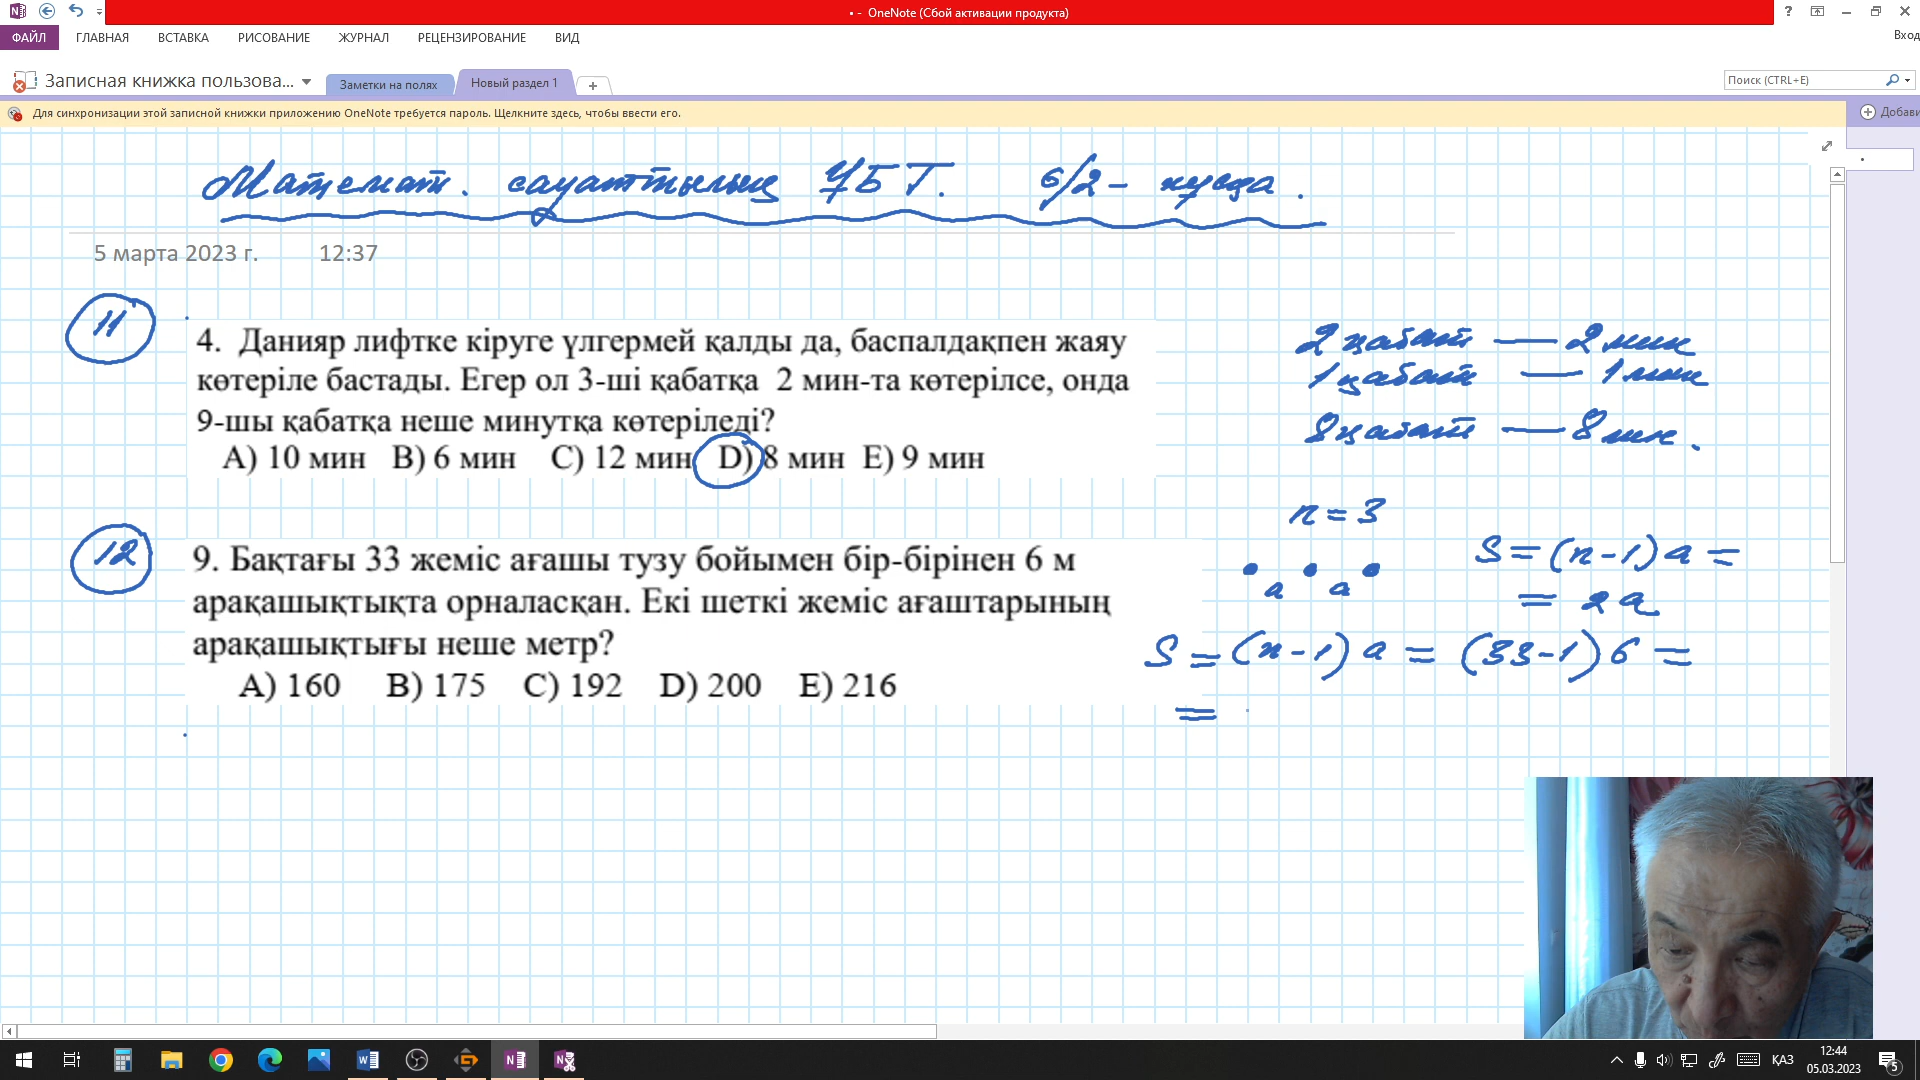 • - OneNote (Сбой активации продукта)
ФАЙЛ ГЛАВНАЯ ВСТАВКА РИСОВАНИЕ ЖУРНАЛ РЕЦЕНЗИРОВАНИЕ ВИД
Вход
Записная книжка пользова... Заметки на полях Новый раздел 1
Поиск (CTRL+E)
Для синхронизации этой записной книжки приложению OneNote требуется пароль. Щелкните здесь, чтобы ввести его.
Добави
Математ. сауаттылық ҰБТ. 6/2 - нұсқа.
5 марта 2023 г. 12:37
11
4. Данияр лифтке кіруге үлгермей қалды да, баспалдақпен жаяу
көтеріле бастады. Егер ол 3-ші қабатқа 2 мин-та көтерілсе, онда
9-шы қабатқа неше минутқа көтеріледі?
A) 10 мин B) 6 мин C) 12 мин D) 8 мин E) 9 мин
2 қабат — 2 мин
1 қабат — 1 мин
8 қабат — 8 мин.
12
9. Бақтағы 33 жеміс ағашы тузу бойымен бір-бірінен 6 м
арақашықтықта орналасқан. Екі шеткі жеміс ағаштарының
арақашықтығы неше метр?
A) 160 B) 175 C) 192 D) 200 E) 216
n = 3
a a
S = (n - 1) a =
= 2a
S = (n - 1) a = (33 - 1) 6 =
=
ҚАЗ
12:44
05.03.2023
5